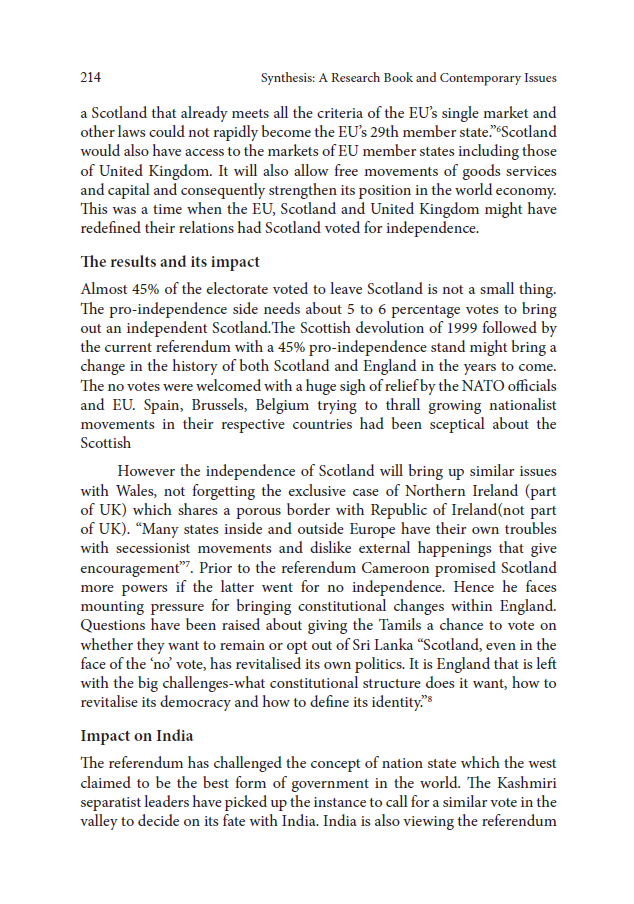 214 Synthesis: A Research Book and Contemporary Issues
a Scotland that already meets all the criteria of the EU’s single market and
other laws could not rapidly become the EU’s 29th member state.”⁶Scotland
would also have access to the markets of EU member states including those
of United Kingdom. It will also allow free movements of goods services
and capital and consequently strengthen its position in the world economy.
This was a time when the EU, Scotland and United Kingdom might have
redefined their relations had Scotland voted for independence.
The results and its impact
Almost 45% of the electorate voted to leave Scotland is not a small thing.
The pro-independence side needs about 5 to 6 percentage votes to bring
out an independent Scotland.The Scottish devolution of 1999 followed by
the current referendum with a 45% pro-independence stand might bring a
change in the history of both Scotland and England in the years to come.
The no votes were welcomed with a huge sigh of relief by the NATO officials
and EU. Spain, Brussels, Belgium trying to thrall growing nationalist
movements in their respective countries had been sceptical about the
Scottish
However the independence of Scotland will bring up similar issues
with Wales, not forgetting the exclusive case of Northern Ireland (part
of UK) which shares a porous border with Republic of Ireland(not part
of UK). “Many states inside and outside Europe have their own troubles
with secessionist movements and dislike external happenings that give
encouragement”⁷. Prior to the referendum Cameroon promised Scotland
more powers if the latter went for no independence. Hence he faces
mounting pressure for bringing constitutional changes within England.
Questions have been raised about giving the Tamils a chance to vote on
whether they want to remain or opt out of Sri Lanka “Scotland, even in the
face of the ‘no’ vote, has revitalised its own politics. It is England that is left
with the big challenges-what constitutional structure does it want, how to
revitalise its democracy and how to define its identity.”⁸
Impact on India
The referendum has challenged the concept of nation state which the west
claimed to be the best form of government in the world. The Kashmiri
separatist leaders have picked up the instance to call for a similar vote in the
valley to decide on its fate with India. India is also viewing the referendum